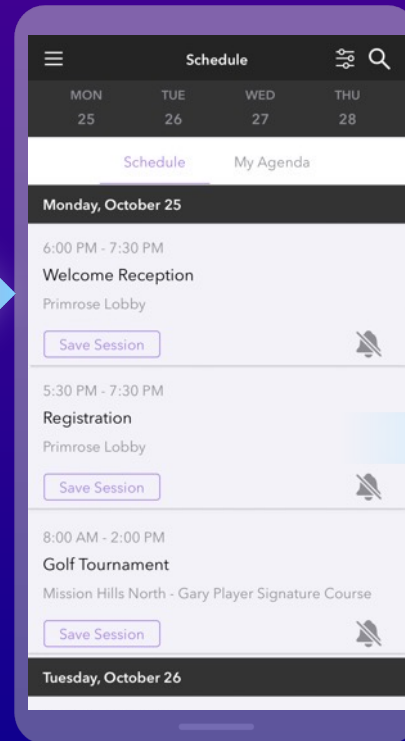 Schedule
MON TUE WED THU
25 26 27 28
Schedule My Agenda
Monday, October 25
6:00 PM - 7:30 PM
Welcome Reception
Primrose Lobby
Save Session
5:30 PM - 7:30 PM
Registration
Primrose Lobby
Save Session
8:00 AM - 2:00 PM
Golf Tournament
Mission Hills North - Gary Player Signature Course
Save Session
Tuesday, October 26